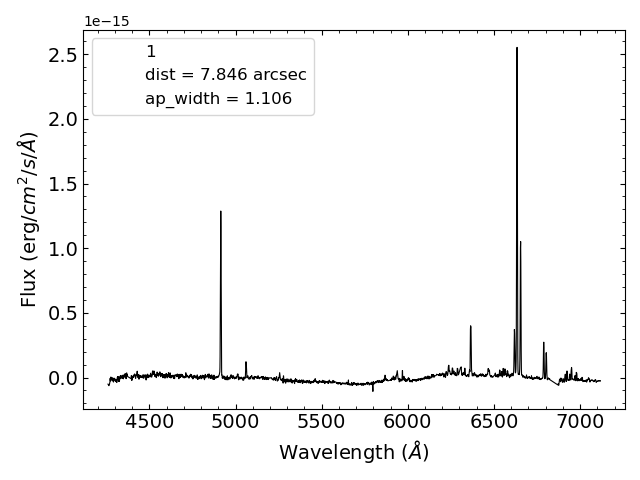 1e−15
1
dist = 7.846 arcsec
ap_width = 1.106
2.5
2.0
1.5
1.0
0.5
0.0
Flux (erg/cm²/s/Å)
4500 5000 5500 6000 6500 7000
Wavelength (Å)